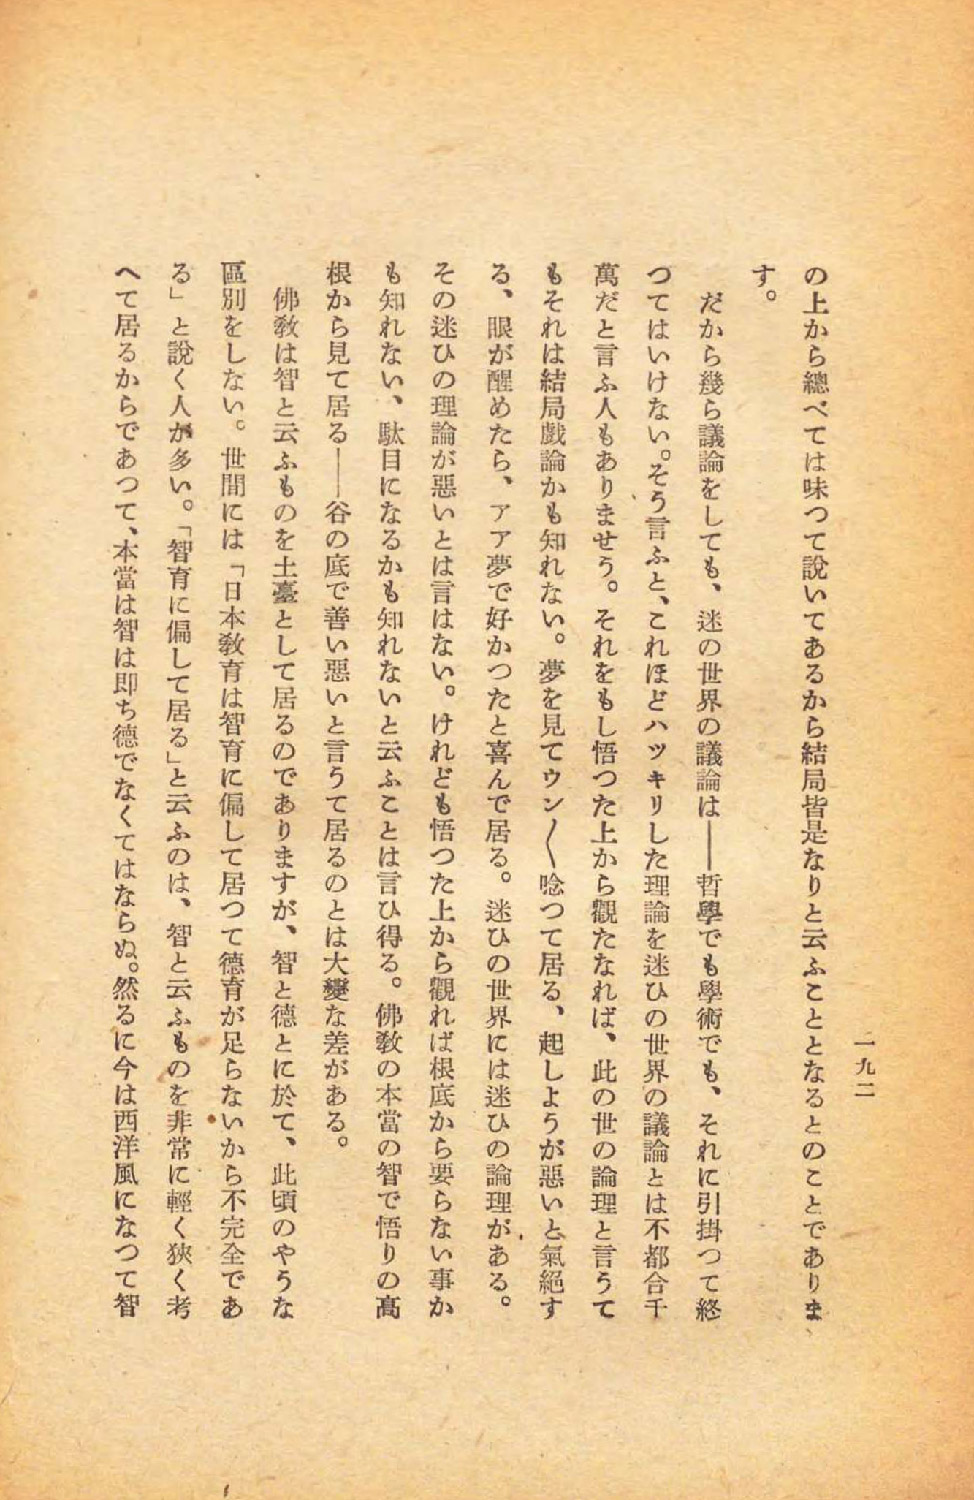 一九二
の上から總べては味つて說いてあるから結局皆是なりと云ふこととなるとのことでありま
す。
だから幾ら議論をしても、迷の世界の議論は――哲學でも學術でも、それに引掛つて終
つてはいけない。そう言ふと、これほどハツキリした理論を迷ひの世界の議論とは不都合千
萬だと言ふ人もありませう。それをもし悟つた上から觀たなれば、此の世の論理と言うて
もそれは結局戲論かも知れない。夢を見てウン〱唸つて居る、起しようが惡いと氣絕す
る、眼が醒めたら、アア夢で好かつたと喜んで居る。迷ひの世界には迷ひの論理がある。
その迷ひの理論が惡いとは言はない。けれども悟つた上から觀れば根底から要らない事か
も知れない、駄目になるかも知れないと云ふことは言ひ得る。佛敎の本當の智で悟りの高
根から見て居る――谷の底で善い惡いと言うて居るのとは大變な差がある。
佛敎は智と云ふものを土臺として居るのでありますが、智と德とに於て、此頃のやうな
區別をしない。世間には「日本敎育は智育に偏して居つて德育が足らないから不完全であ
る」と說く人が多い。「智育に偏して居る」と云ふのは、智と云ふものを非常に輕く狹く考
へて居るからであつて、本當は智は即ち德でなくてはならぬ。然るに今は西洋風になつて智